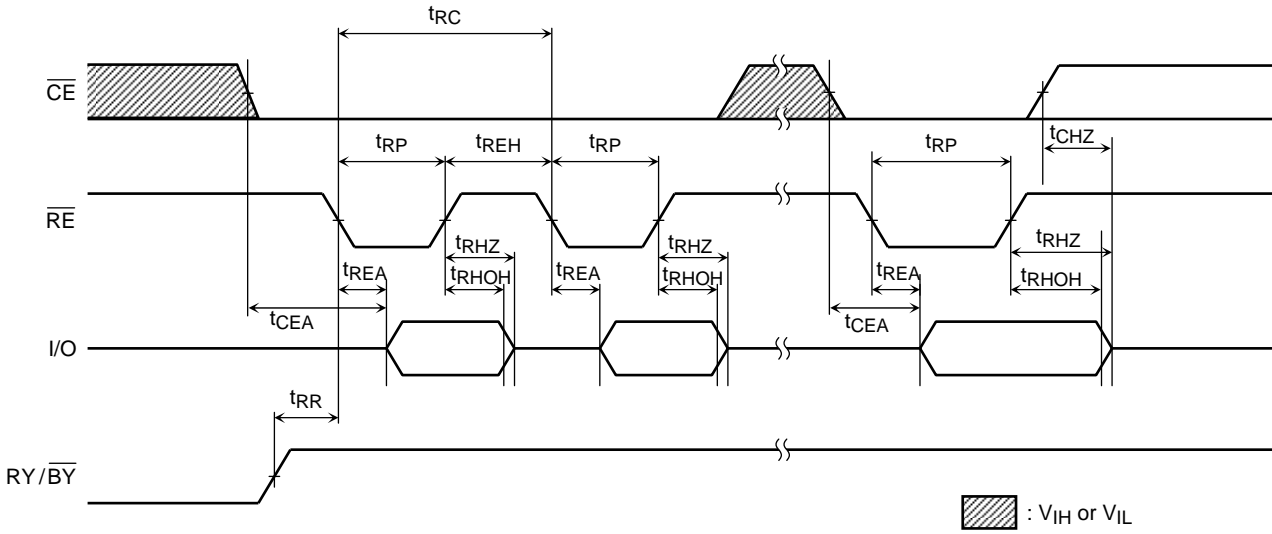 tRC
CE
tRP tREH tRP tRP tCHZ
RE
tRHZ tRHZ tRHZ
tREA tRHOH tREA tRHOH tREA tRHOH
tCEA tCEA
I/O
tRR
RY/BY
: VIH or VIL